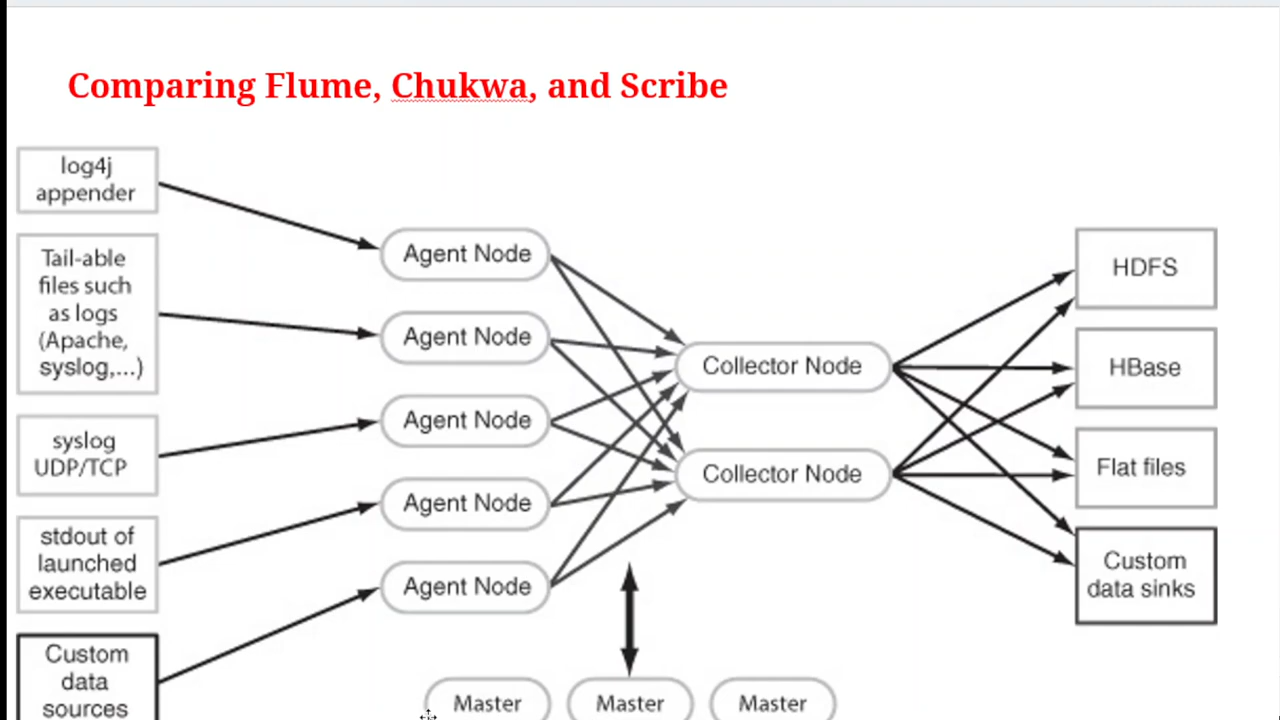 Comparing Flume, Chukwa, and Scribe
log4j
appender
Tail-able
files such
as logs
(Apache,
syslog,...)
syslog
UDP/TCP
stdout of
launched
executable
Custom
data
sources
Agent Node
Agent Node
Agent Node
Agent Node
Agent Node
Collector Node
Collector Node
HDFS
HBase
Flat files
Custom
data sinks
Master
Master
Master